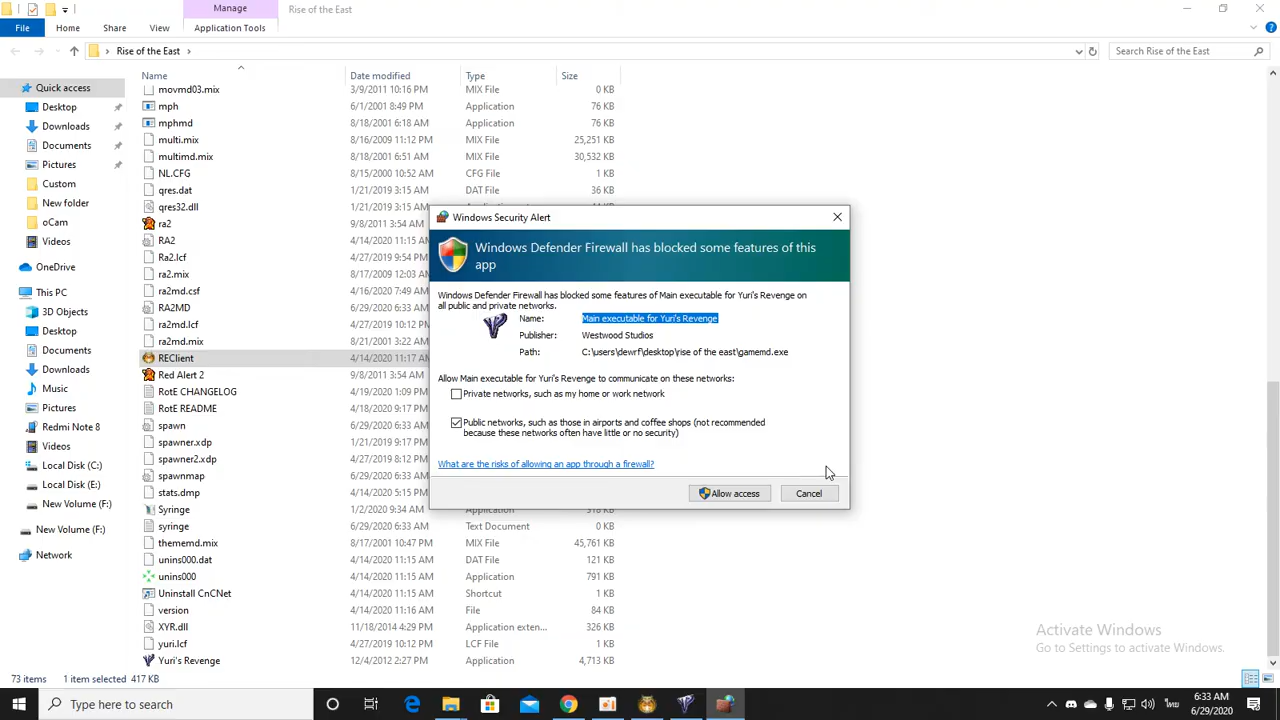 Manage
Rise of the East
File
Home
Share
View
Application Tools
Rise of the East
Search Rise of the East
Name
Date modified
Type
Size
Quick access
Desktop
Downloads
Documents
Pictures
Custom
New folder
oCam
Videos
OneDrive
This PC
3D Objects
Desktop
Documents
Downloads
Music
Pictures
Redmi Note 8
Videos
Local Disk (C:)
Local Disk (E:)
New Volume (F:)
New Volume (F:)
Network
movmd03.mix 3/9/2011 10:16 PM MIX File 0 KB
mph 6/1/2001 8:49 PM Application 76 KB
mphmd 8/18/2001 6:18 AM Application 76 KB
multi.mix 8/16/2009 11:12 PM MIX File 25,251 KB
multimd.mix 8/18/2001 6:51 AM MIX File 30,532 KB
NL.CFG 8/15/2000 10:52 AM CFG File 1 KB
qres.dat 1/21/2019 3:15 AM DAT File 36 KB
qres32.dll 1/21/2019 3:15 AM
ra2 9/8/2011 3:54 AM
RA2 4/14/2020 11:15 AM
Ra2.lcf 4/27/2019 9:54 PM
ra2.mix 8/17/2009 12:03 AM
ra2md.csf 4/16/2020 7:49 PM
RA2MD 6/29/2020 6:33 AM
ra2md.lcf 4/27/2019 10:12 PM
ra2md.mix 8/21/2001 3:22 AM
REClient 4/14/2020 11:17 AM
Red Alert 2 9/8/2011 3:54 AM
RotE CHANGELOG 4/19/2020 1:09 PM
RotE README 4/18/2020 9:17 PM
spawn 6/29/2020 6:33 AM
spawner.xdp 1/21/2019 9:17 PM
spawner2.xdp 4/27/2019 8:12 PM
spawnmap 6/29/2020 6:33 AM
stats.dmp 4/14/2020 5:15 PM
Syringe 1/2/2020 9:34 AM
syringe 6/29/2020 6:33 AM Text Document 0 KB
thememd.mix 8/17/2001 10:47 PM MIX File 45,761 KB
unins000.dat 4/14/2020 11:15 AM DAT File 121 KB
unins000 4/14/2020 11:15 AM Application 791 KB
Uninstall CnCNet 4/14/2020 11:15 AM Shortcut 1 KB
version 4/14/2020 11:16 AM File 84 KB
XYR.dll 11/18/2014 4:29 PM Application exten... 326 KB
yuri.lcf 4/27/2019 10:12 PM LCF File 1 KB
Yuri's Revenge 12/4/2012 2:27 PM Application 4,713 KB
Windows Security Alert
Windows Defender Firewall has blocked some features of this
app
Windows Defender Firewall has blocked some features of Main executable for Yuri's Revenge on
all public and private networks.
Name: Main executable for Yuri's Revenge
Publisher: Westwood Studios
Path: C:\users\dewrf\desktop\rise of the east\gamemd.exe
Allow Main executable for Yuri's Revenge to communicate on these networks:
Private networks, such as my home or work network
Public networks, such as those in airports and coffee shops (not recommended
because these networks often have little or no security)
What are the risks of allowing an app through a firewall?
Allow access
Cancel
Activate Windows
Go to Settings to activate Windows.
73 items
1 item selected 417 KB
Type here to search
ไทย
6:33 AM
6/29/2020